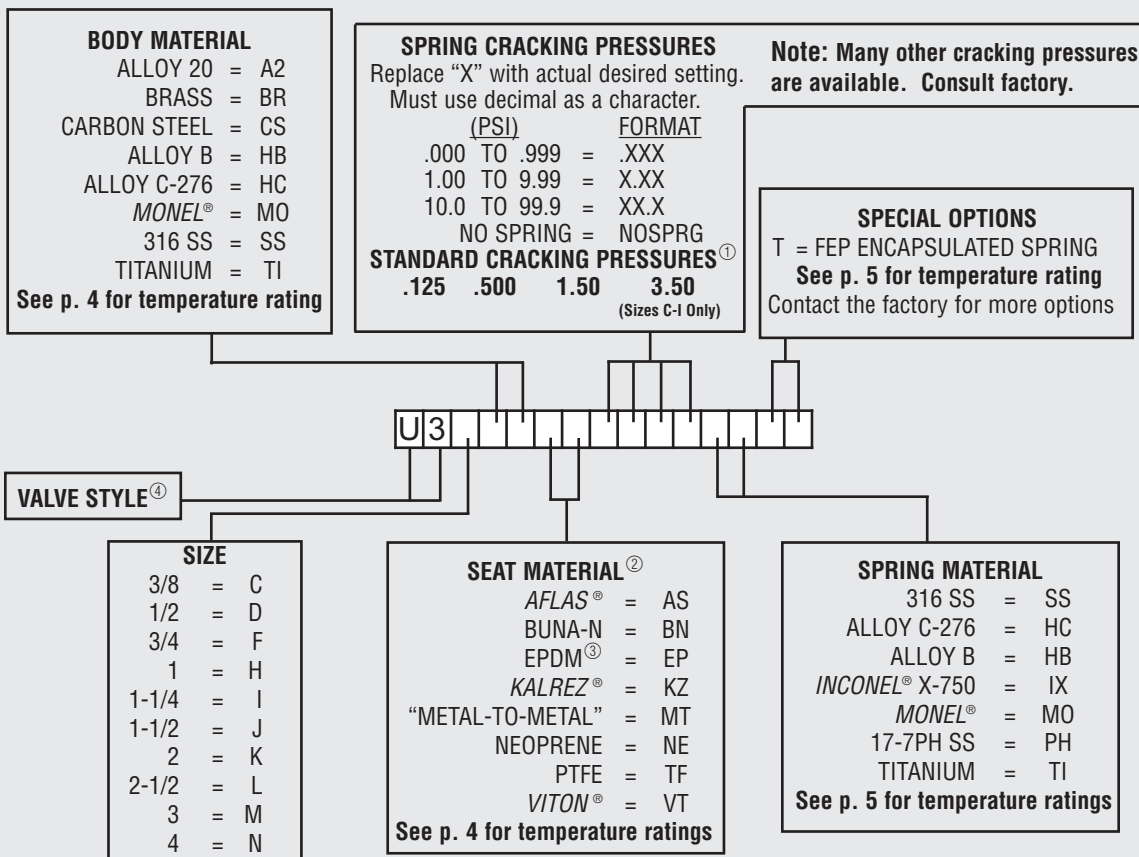 BODY MATERIAL
ALLOY 20 = A2
BRASS = BR
CARBON STEEL = CS
ALLOY B = HB
ALLOY C-276 = HC
MONEL® = MO
316 SS = SS
TITANIUM = TI
See p. 4 for temperature rating
SPRING CRACKING PRESSURES
Replace “X” with actual desired setting.
Must use decimal as a character.
(PSI) FORMAT
.000 TO .999 = .XXX
1.00 TO 9.99 = X.XX
10.0 TO 99.9 = XX.X
NO SPRING = NOSPRG
STANDARD CRACKING PRESSURES①
.125 .500 1.50 3.50
(Sizes C-I Only)
Note: Many other cracking pressures
are available. Consult factory.
SPECIAL OPTIONS
T = FEP ENCAPSULATED SPRING
See p. 5 for temperature rating
Contact the factory for more options
U3
VALVE STYLE④
SIZE
3/8 = C
1/2 = D
3/4 = F
1 = H
1-1/4 = I
1-1/2 = J
2 = K
2-1/2 = L
3 = M
4 = N
SEAT MATERIAL②
AFLAS® = AS
BUNA-N = BN
EPDM③ = EP
KALREZ® = KZ
“METAL-TO-METAL” = MT
NEOPRENE = NE
PTFE = TF
VITON® = VT
See p. 4 for temperature ratings
SPRING MATERIAL
316 SS = SS
ALLOY C-276 = HC
ALLOY B = HB
INCONEL® X-750 = IX
MONEL® = MO
17-7PH SS = PH
TITANIUM = TI
See p. 5 for temperature ratings